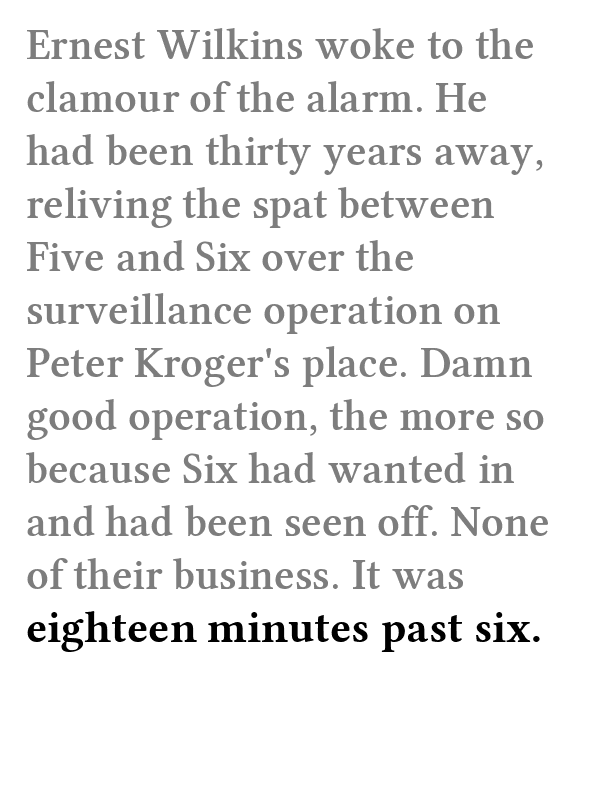 Ernest Wilkins woke to the
clamour of the alarm. He
had been thirty years away,
reliving the spat between
Five and Six over the
surveillance operation on
Peter Kroger's place. Damn
good operation, the more so
because Six had wanted in
and had been seen off. None
of their business. It was
eighteen minutes past six.